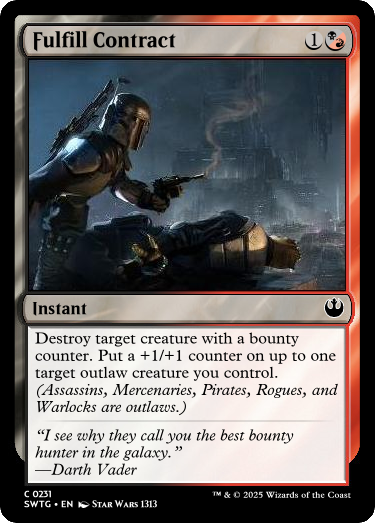 Fulfill Contract 1
Instant
Destroy target creature with a bounty
counter. Put a +1/+1 counter on up to one
target outlaw creature you control.
(Assassins, Mercenaries, Pirates, Rogues, and
Warlocks are outlaws.)
“I see why they call you the best bounty
hunter in the galaxy.”
—Darth Vader
C 0231
SWTG • EN Star Wars 1313
™ & © 2025 Wizards of the Coast